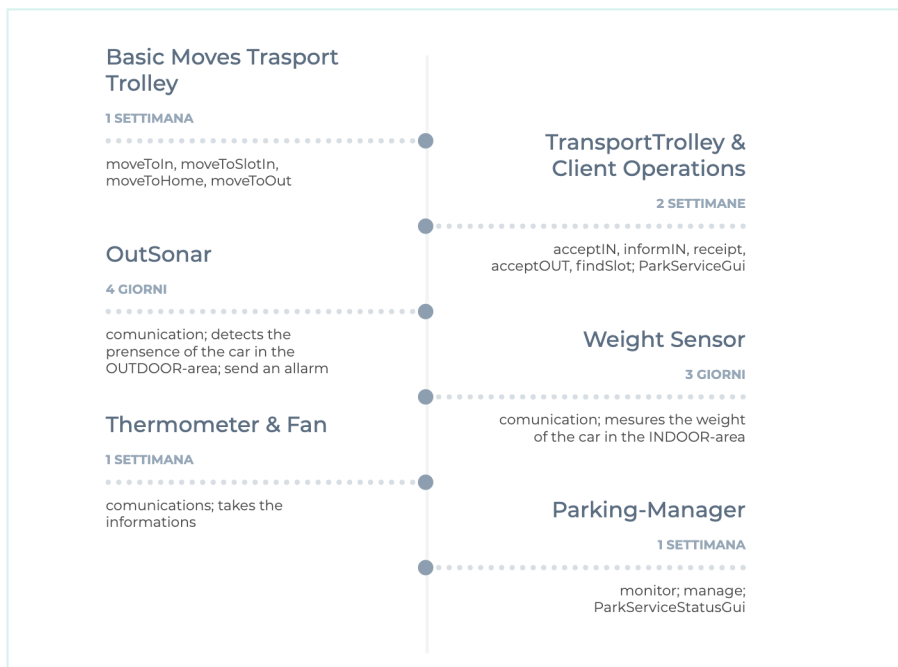 Basic Moves Trasport
Trolley
1 SETTIMANA
moveToIn, moveToSlotIn,
moveToHome, moveToOut
TransportTrolley &
Client Operations
2 SETTIMANE
acceptIN, informIN, receipt,
acceptOUT, findSlot; ParkServiceGui
OutSonar
4 GIORNI
comunication; detects the
prensence of the car in the
OUTDOOR-area; send an allarm
Weight Sensor
3 GIORNI
comunication; mesures the weight
of the car in the INDOOR-area
Thermometer & Fan
1 SETTIMANA
comunications; takes the
informations
Parking-Manager
1 SETTIMANA
monitor; manage;
ParkServiceStatusGui